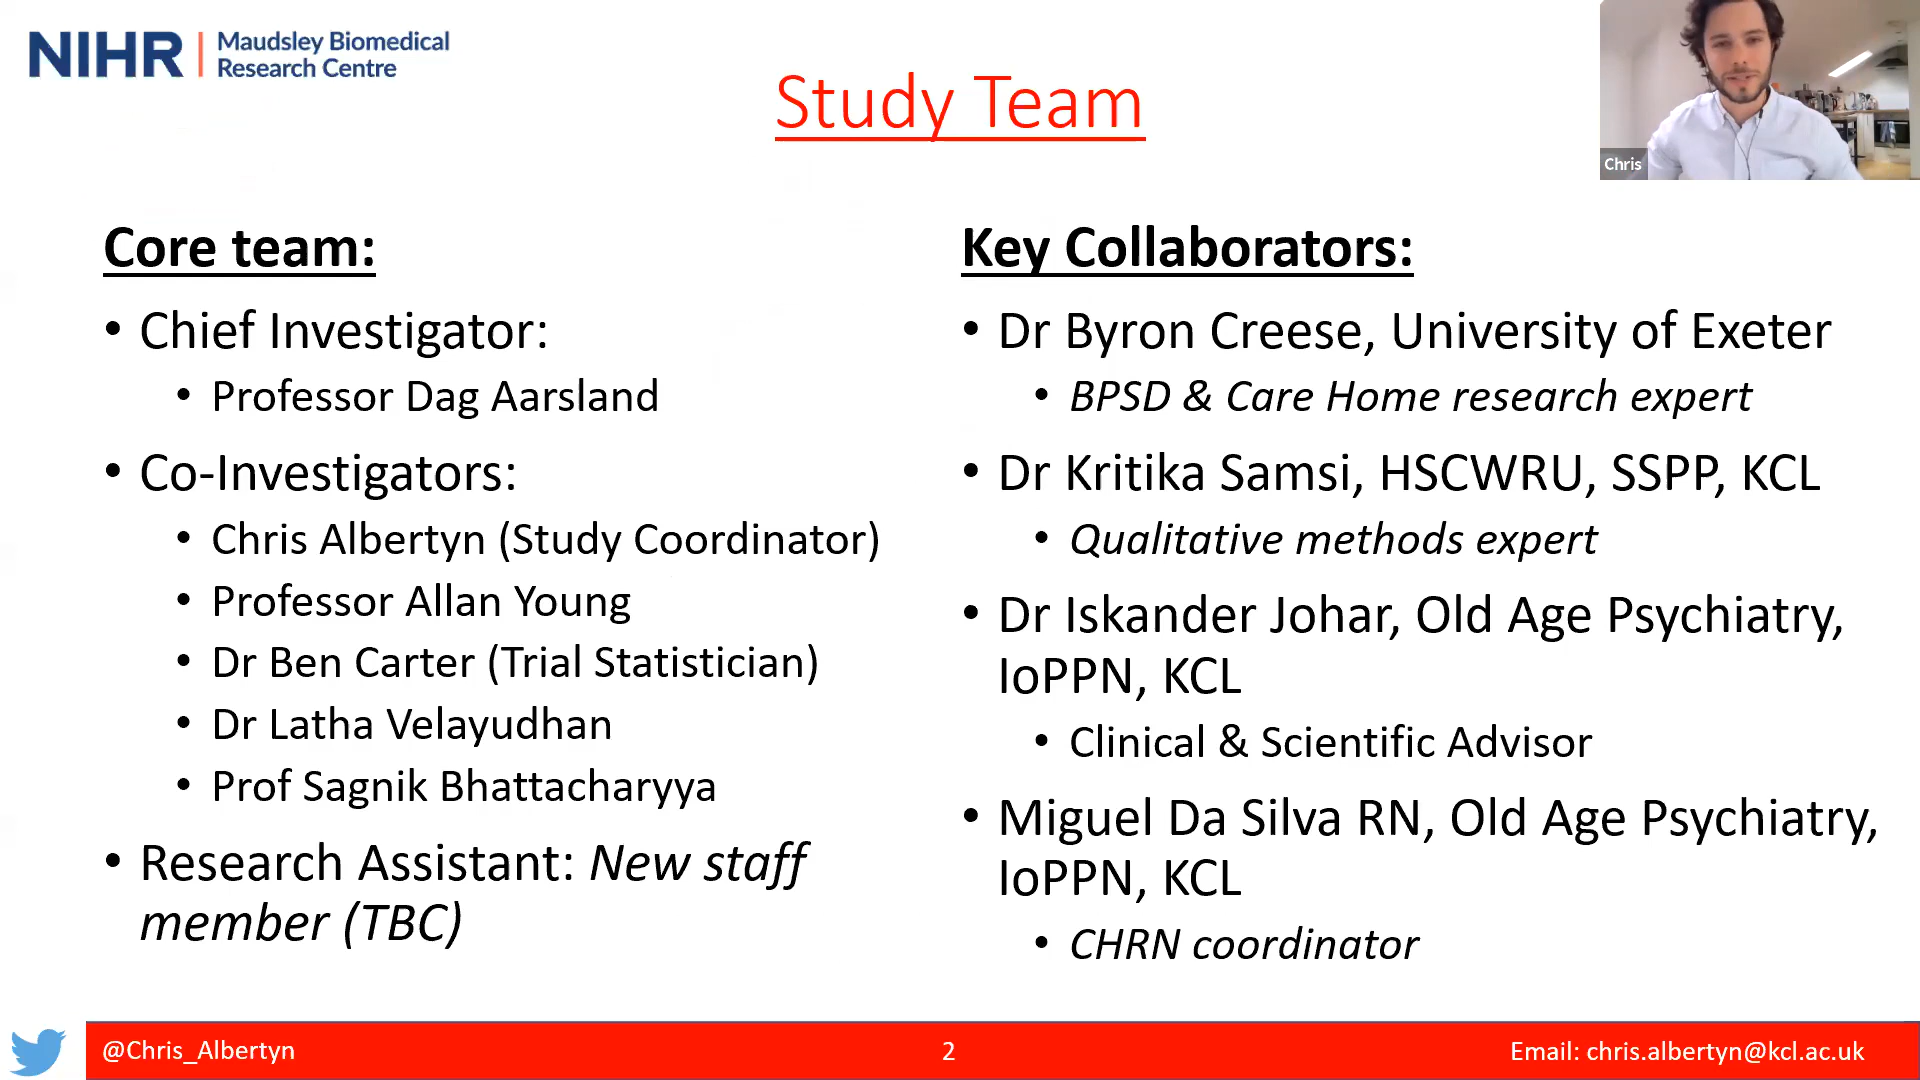 NIHR | Maudsley Biomedical
Research Centre
Study Team
Chris
Core team:
• Chief Investigator:
• Professor Dag Aarsland
• Co-Investigators:
• Chris Albertyn (Study Coordinator)
• Professor Allan Young
• Dr Ben Carter (Trial Statistician)
• Dr Latha Velayudhan
• Prof Sagnik Bhattacharyya
• Research Assistant: New staff
member (TBC)
Key Collaborators:
• Dr Byron Creese, University of Exeter
• BPSD & Care Home research expert
• Dr Kritika Samsi, HSCWRU, SSPP, KCL
• Qualitative methods expert
• Dr Iskander Johar, Old Age Psychiatry,
IoPPN, KCL
• Clinical & Scientific Advisor
• Miguel Da Silva RN, Old Age Psychiatry,
IoPPN, KCL
• CHRN coordinator
@Chris_Albertyn
2
Email: chris.albertyn@kcl.ac.uk